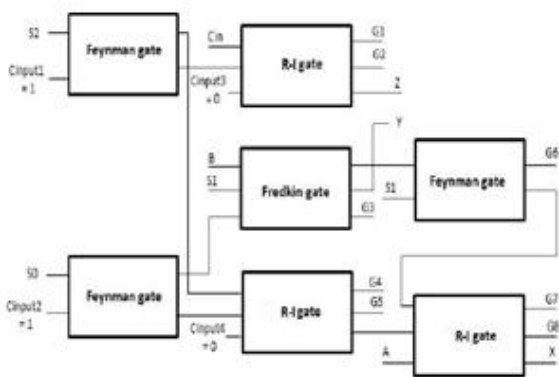 S2
Feynman gate
Cinput1
= 1
Cin
R-I gate
Cinput3
= 0
G1
G2
Z
B
S1
Fredkin gate
Y
G3
S1
Feynman gate
G6
S0
Feynman gate
Cinput2
= 1
R-I gate
Cinput4
= 0
G4
G5
A
R-I gate
G7
G8
X